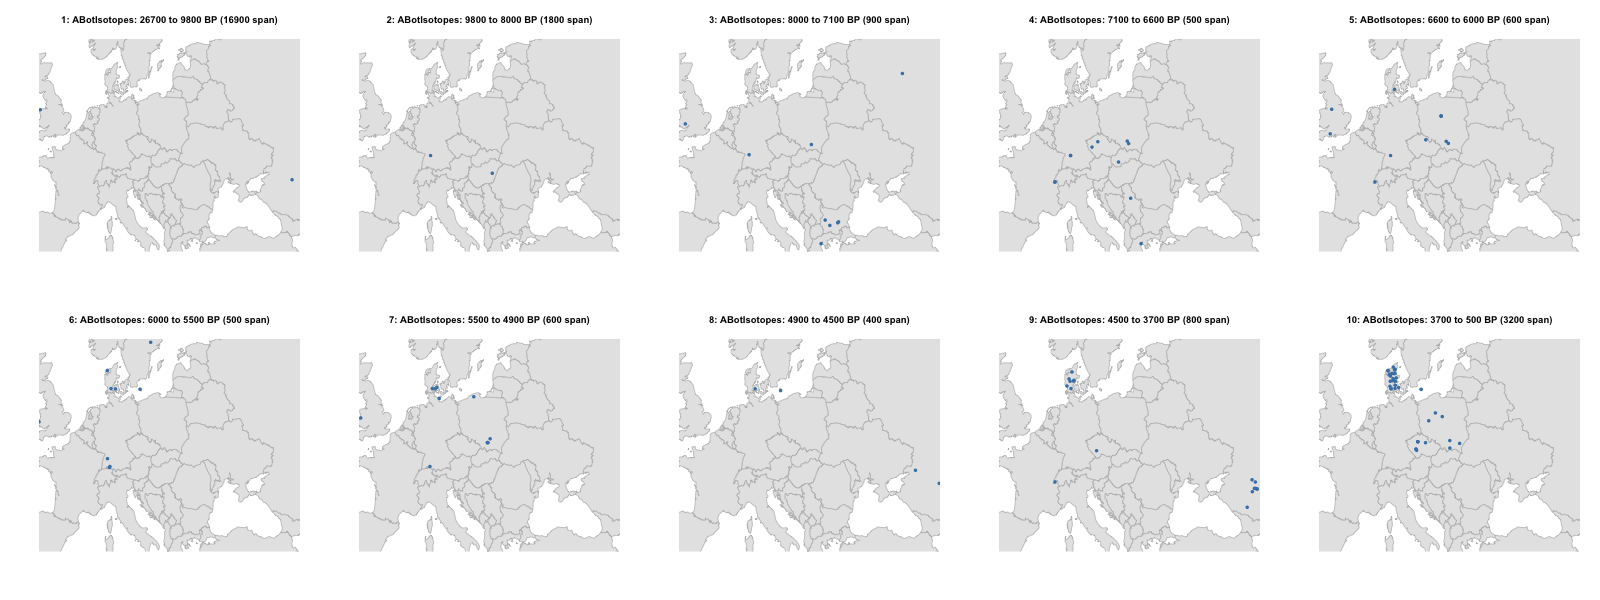 1: ABotIsotopes: 26700 to 9800 BP (16900 span)
2: ABotIsotopes: 9800 to 8000 BP (1800 span)
3: ABotIsotopes: 8000 to 7100 BP (900 span)
4: ABotIsotopes: 7100 to 6600 BP (500 span)
5: ABotIsotopes: 6600 to 6000 BP (600 span)
6: ABotIsotopes: 6000 to 5500 BP (500 span)
7: ABotIsotopes: 5500 to 4900 BP (600 span)
8: ABotIsotopes: 4900 to 4500 BP (400 span)
9: ABotIsotopes: 4500 to 3700 BP (800 span)
10: ABotIsotopes: 3700 to 500 BP (3200 span)